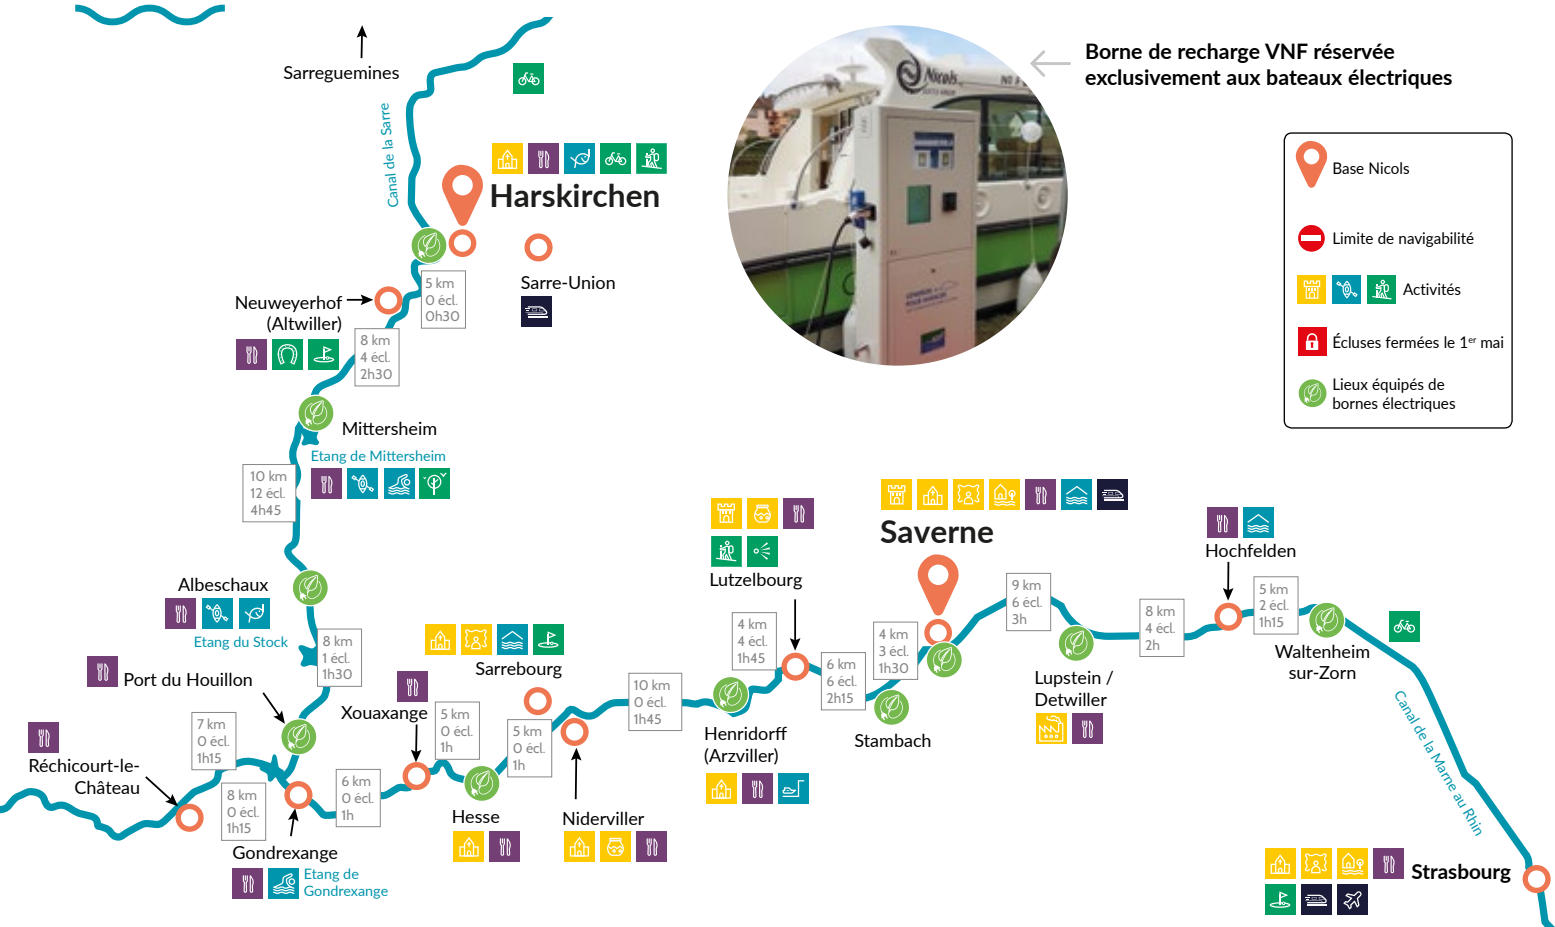 Sarreguemines
Canal de la Sarre
Borne de recharge VNF réservée
exclusivement aux bateaux électriques
Nicols
Base Nicols
Limite de navigabilité
Activités
Écluses fermées le 1er mai
Lieux équipés de
bornes électriques
Harskirchen
Sarre-Union
5 km
0 écl.
0h30
Neuweyerhof
(Altwiller)
8 km
4 écl.
2h30
Mittersheim
Etang de Mittersheim
10 km
12 écl.
4h45
Albeschaux
Etang du Stock
8 km
1 écl.
1h30
Port du Houillon
7 km
0 écl.
1h15
Réchicourt-le-
Château
8 km
0 écl.
1h15
Gondrexange
Etang de
Gondrexange
6 km
0 écl.
1h
Xouaxange
5 km
0 écl.
1h
Hesse
Sarrebourg
5 km
0 écl.
1h
Niderviller
10 km
0 écl.
1h45
Henridorff
(Arzviller)
Lutzelbourg
4 km
4 écl.
1h45
6 km
6 écl.
2h15
Stambach
4 km
3 écl.
1h30
Saverne
9 km
6 écl.
3h
Lupstein /
Detwiller
8 km
4 écl.
2h
Hochfelden
5 km
2 écl.
1h15
Waltenheim
sur-Zorn
Canal de la Marne au Rhin
Strasbourg